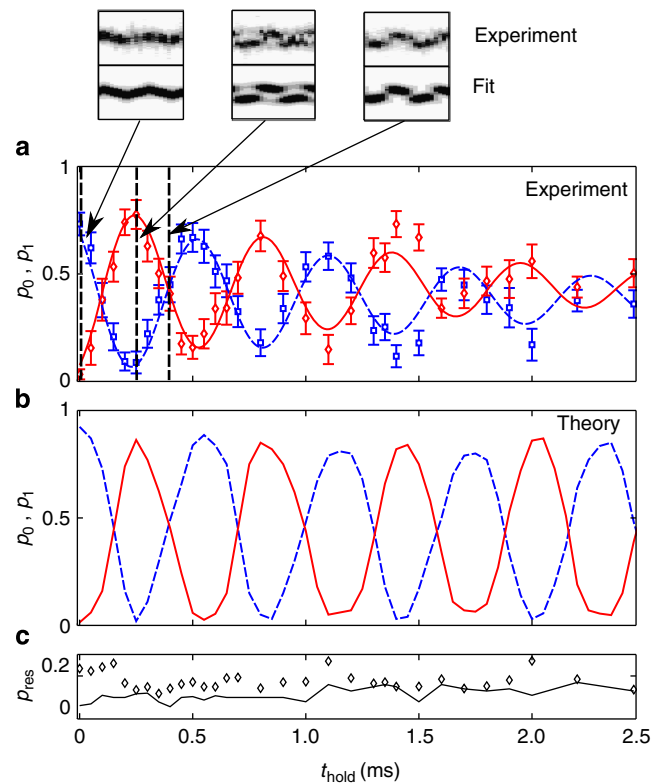 Experiment
Fit
a
1
Experiment
p0 , p1
0.5
0
b
1
Theory
p0 , p1
0.5
0
c
0.2
pres
0
0
0.5
1.0
1.5
2.0
2.5
thold (ms)